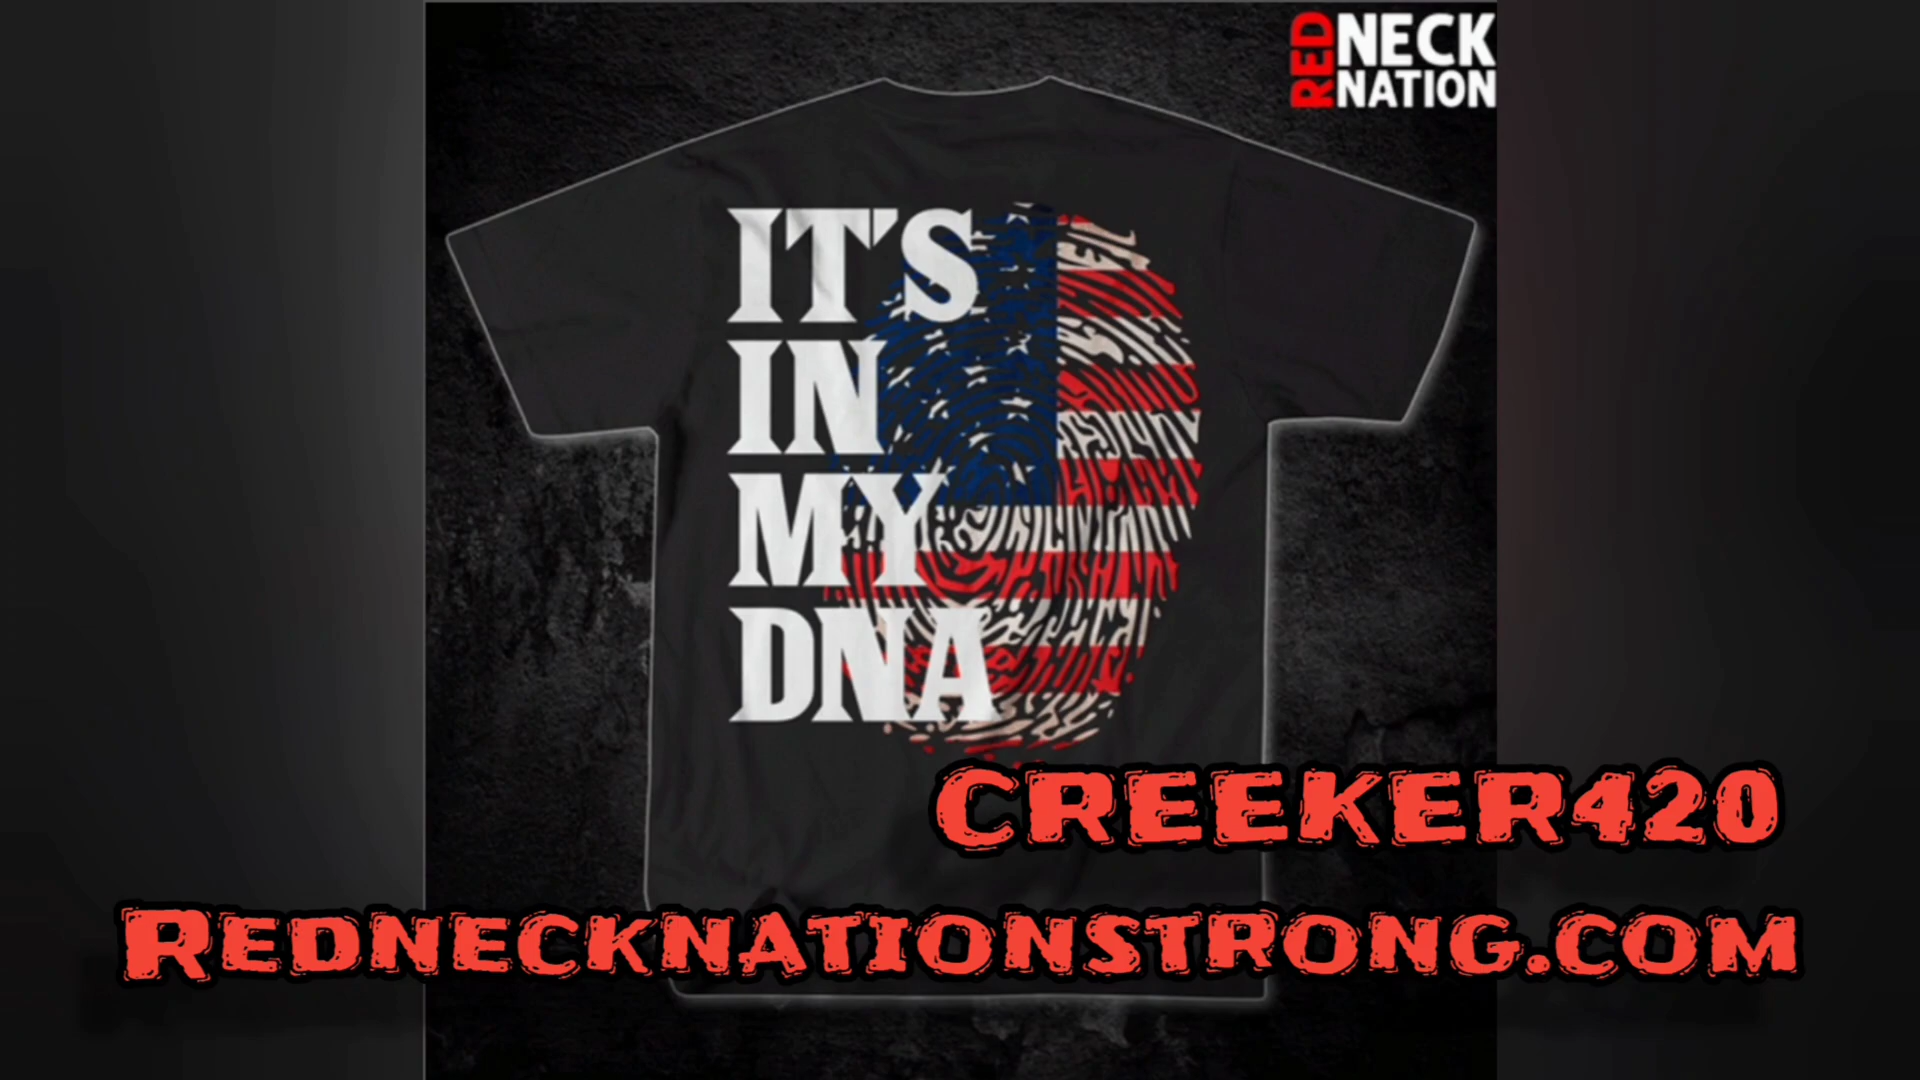 RED
NECK
NATION
IT'S
IN
MY
DNA
CREEKER420
REDNECKNATIONSTRONG.COM